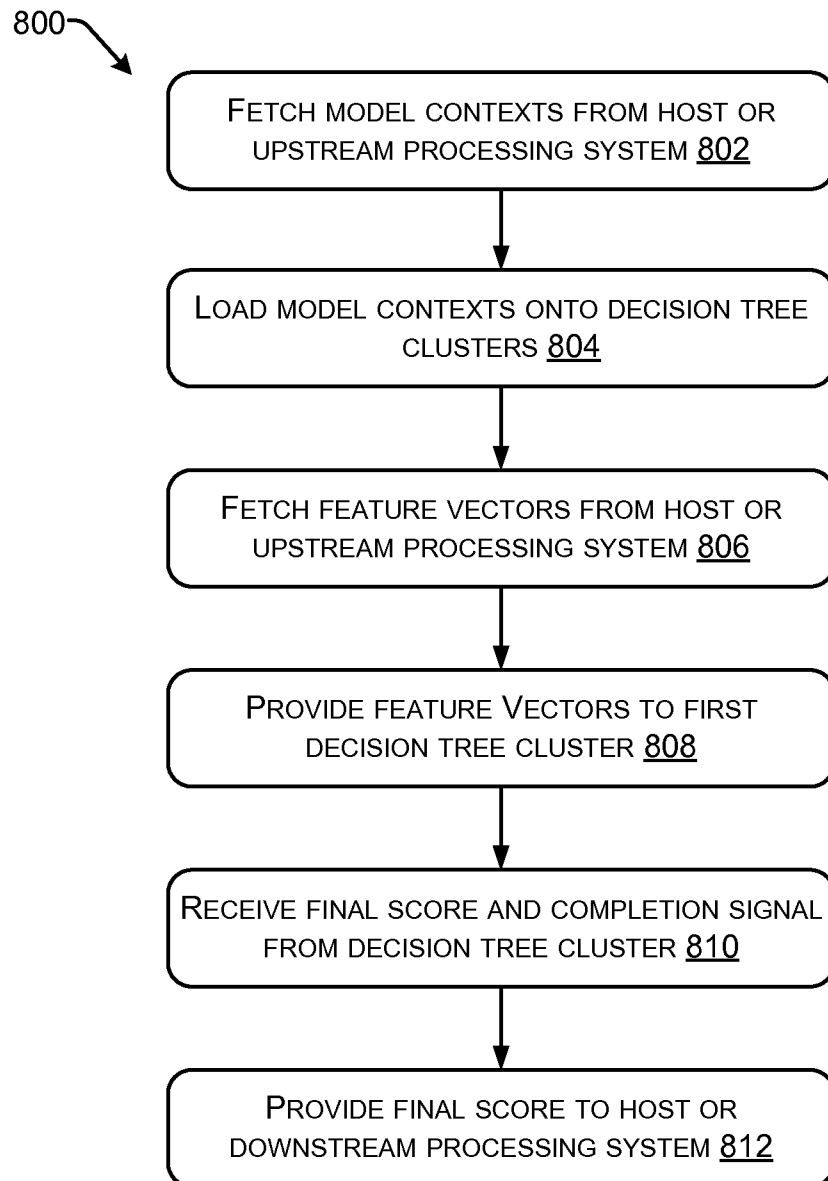 800
FETCH MODEL CONTEXTS FROM HOST OR
UPSTREAM PROCESSING SYSTEM 802
LOAD MODEL CONTEXTS ONTO DECISION TREE
CLUSTERS 804
FETCH FEATURE VECTORS FROM HOST OR
UPSTREAM PROCESSING SYSTEM 806
PROVIDE FEATURE VECTORS TO FIRST
DECISION TREE CLUSTER 808
RECEIVE FINAL SCORE AND COMPLETION SIGNAL
FROM DECISION TREE CLUSTER 810
PROVIDE FINAL SCORE TO HOST OR
DOWNSTREAM PROCESSING SYSTEM 812